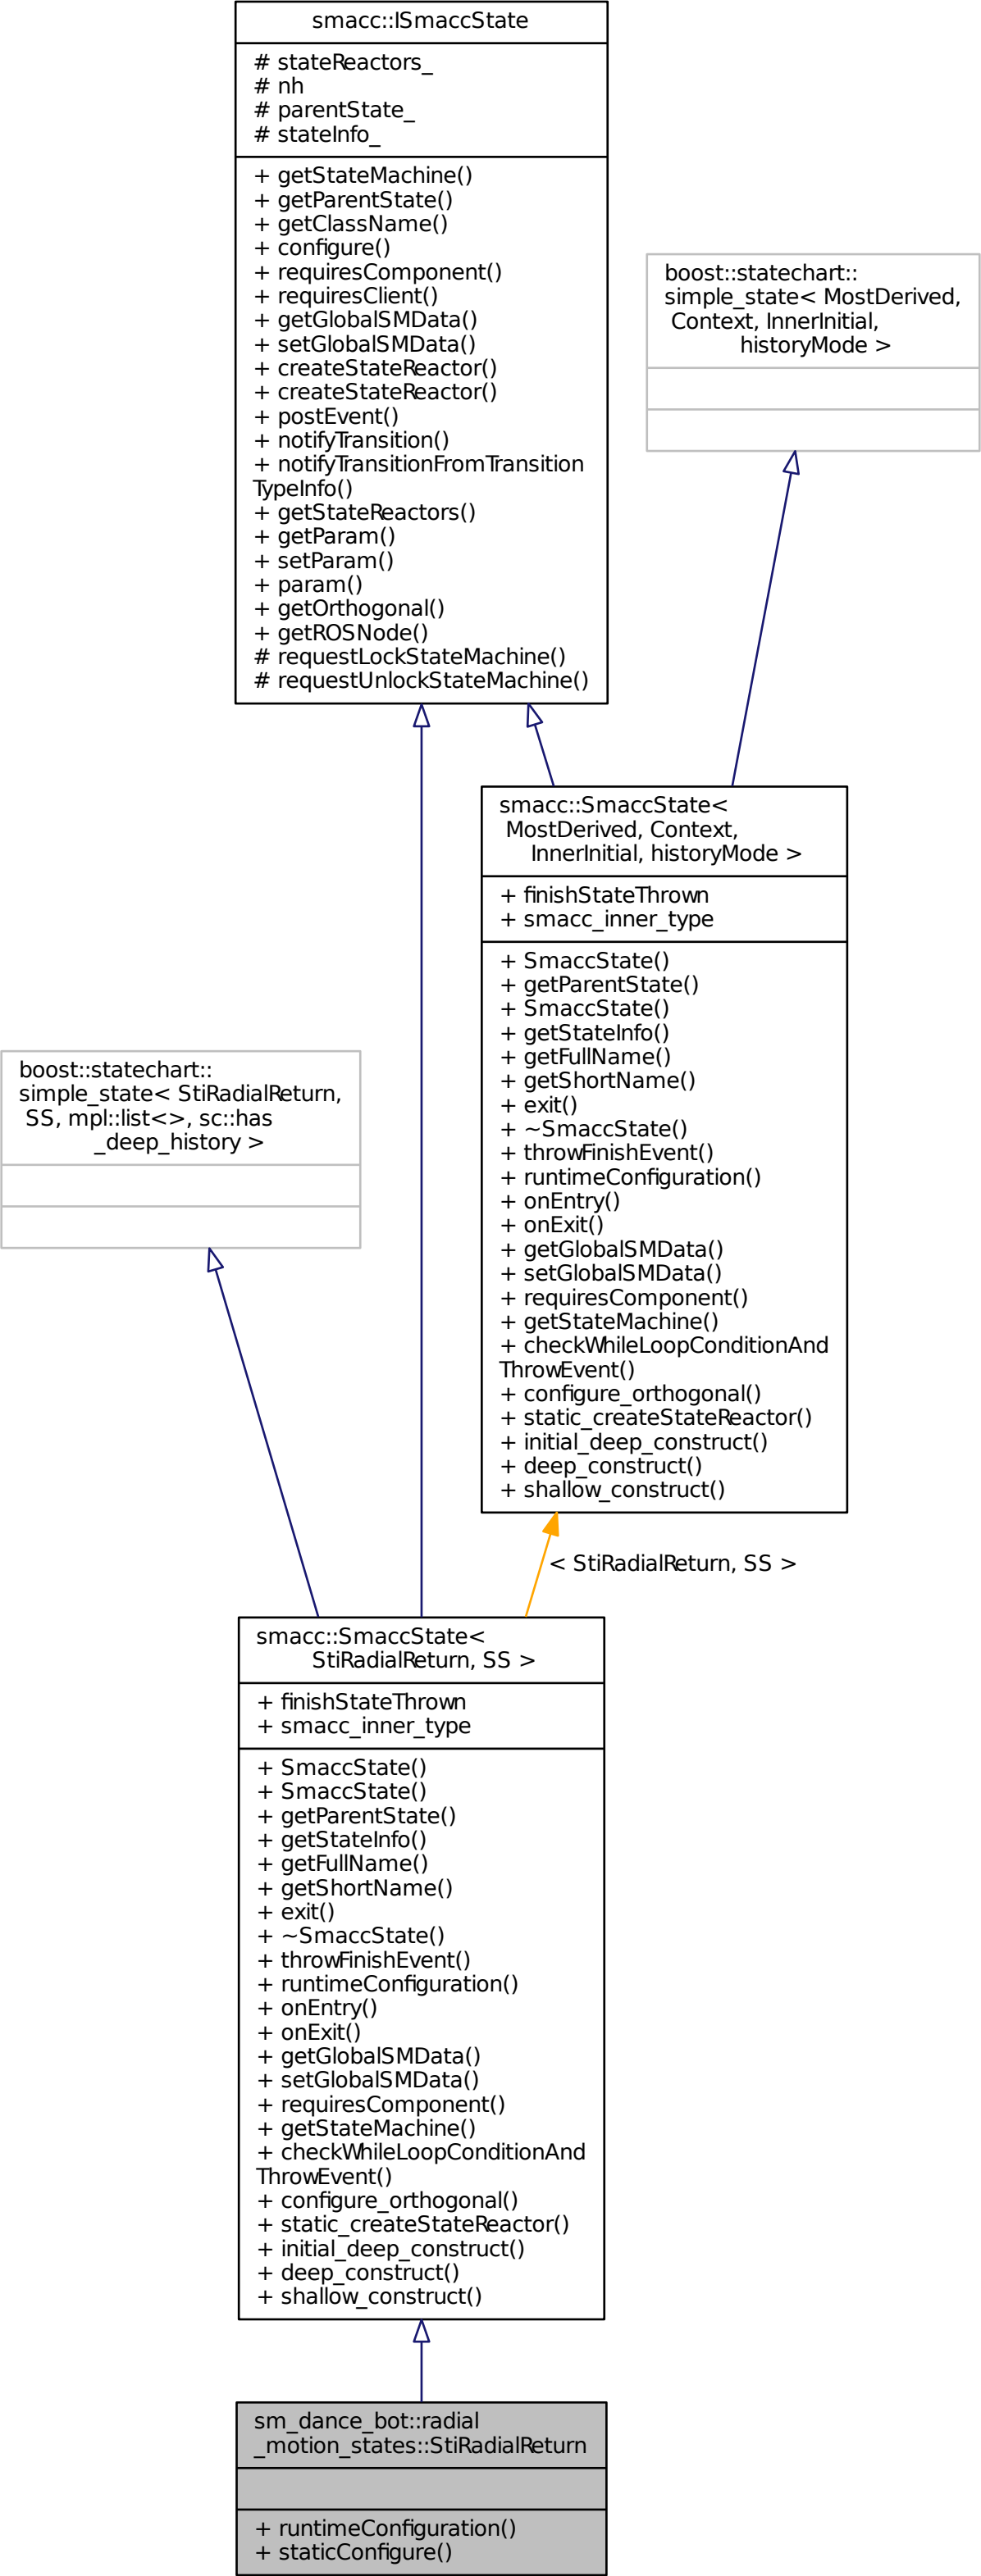 smacc::ISmaccState
# stateReactors_
# nh
# parentState_
# stateInfo_
+ getStateMachine()
+ getParentState()
+ getClassName()
+ configure()
+ requiresComponent()
+ requiresClient()
+ getGlobalSMData()
+ setGlobalSMData()
+ createStateReactor()
+ createStateReactor()
+ postEvent()
+ notifyTransition()
+ notifyTransitionFromTransition
TypeInfo()
+ getStateReactors()
+ getParam()
+ setParam()
+ param()
+ getOrthogonal()
+ getROSNode()
# requestLockStateMachine()
# requestUnlockStateMachine()
boost::statechart::
simple_state< MostDerived,
Context, InnerInitial,
historyMode >
smacc::SmaccState<
MostDerived, Context,
InnerInitial, historyMode >
+ finishStateThrown
+ smacc_inner_type
+ SmaccState()
+ getParentState()
+ SmaccState()
+ getStateInfo()
+ getFullName()
+ getShortName()
+ exit()
+ ~SmaccState()
+ throwFinishEvent()
+ runtimeConfiguration()
+ onEntry()
+ onExit()
+ getGlobalSMData()
+ setGlobalSMData()
+ requiresComponent()
+ getStateMachine()
+ checkWhileLoopConditionAnd
ThrowEvent()
+ configure_orthogonal()
+ static_createStateReactor()
+ initial_deep_construct()
+ deep_construct()
+ shallow_construct()
boost::statechart::
simple_state< StiRadialReturn,
SS, mpl::list<>, sc::has
_deep_history >
< StiRadialReturn, SS >
smacc::SmaccState<
StiRadialReturn, SS >
+ finishStateThrown
+ smacc_inner_type
+ SmaccState()
+ SmaccState()
+ getParentState()
+ getStateInfo()
+ getFullName()
+ getShortName()
+ exit()
+ ~SmaccState()
+ throwFinishEvent()
+ runtimeConfiguration()
+ onEntry()
+ onExit()
+ getGlobalSMData()
+ setGlobalSMData()
+ requiresComponent()
+ getStateMachine()
+ checkWhileLoopConditionAnd
ThrowEvent()
+ configure_orthogonal()
+ static_createStateReactor()
+ initial_deep_construct()
+ deep_construct()
+ shallow_construct()
sm_dance_bot::radial
_motion_states::StiRadialReturn
+ runtimeConfiguration()
+ staticConfigure()